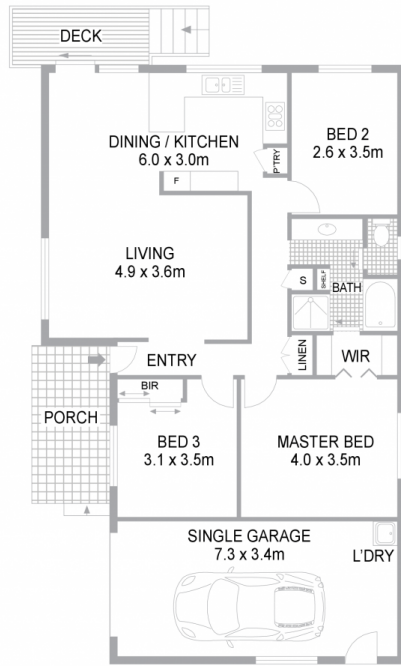 DECK
DINING / KITCHEN
6.0 x 3.0m
BED 2
2.6 x 3.5m
P'TRY
F
LIVING
4.9 x 3.6m
S
SHELF
BATH
LINEN
WIR
ENTRY
BIR
PORCH
BED 3
3.1 x 3.5m
MASTER BED
4.0 x 3.5m
SINGLE GARAGE
7.3 x 3.4m
L'DRY